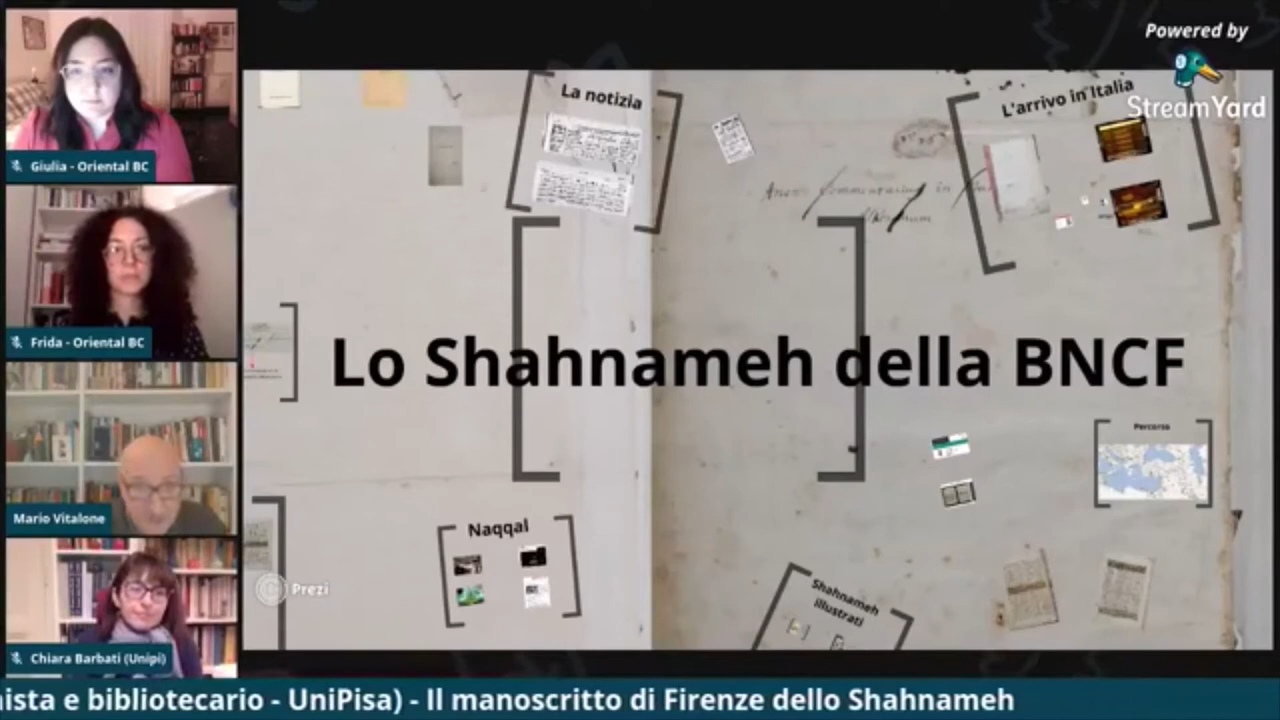 Powered by
StreamYard
Giulia - Oriental BC
Frida - Oriental BC
Mario Vitalone
Chiara Barbati (Unipi)
La notizia
L'arrivo in Italia
Lo Shahnameh della BNCF
Percorso
Naqqal
Shahnameh
illustrati
Prezi
ista e bibliotecario - UniPisa) - Il manoscritto di Firenze dello Shahnameh